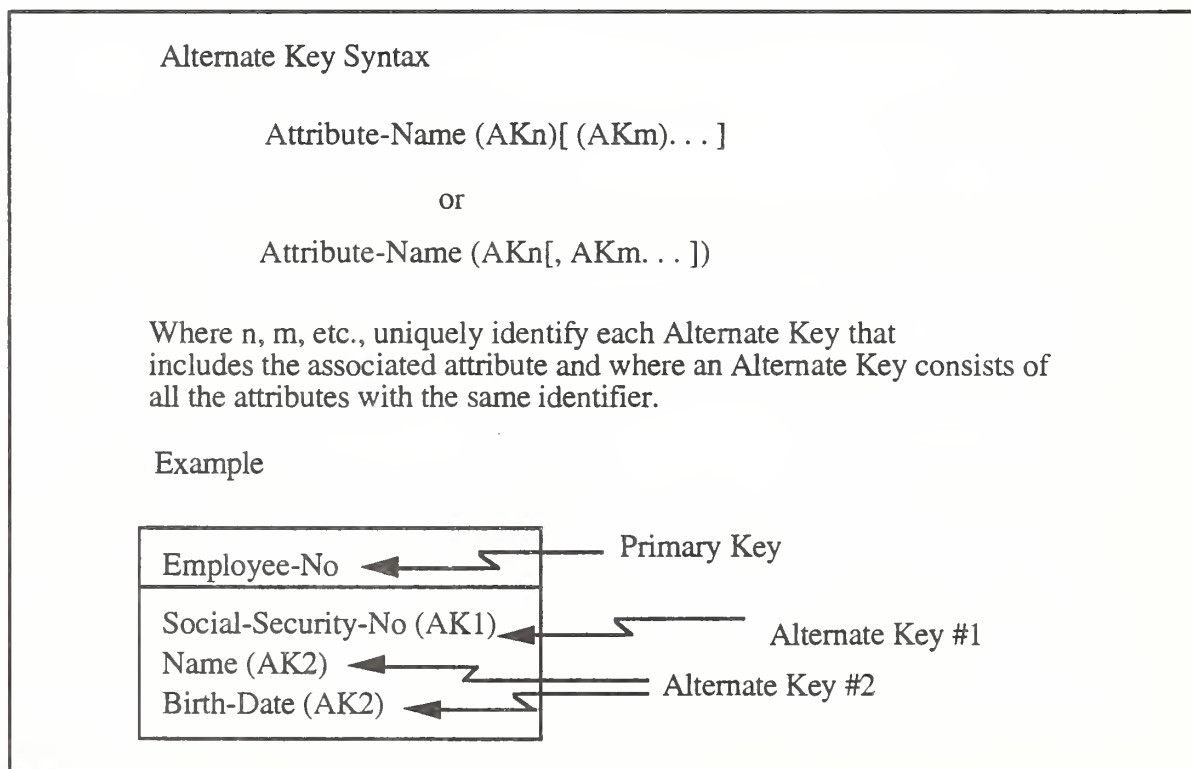 Alternate Key Syntax
Attribute-Name (AKn)[ (AKm). . . ]
or
Attribute-Name (AKn[, AKm. . . ])
Where n, m, etc., uniquely identify each Alternate Key that
includes the associated attribute and where an Alternate Key consists of
all the attributes with the same identifier.
Example
Employee-No
Primary Key
Social-Security-No (AK1)
Alternate Key #1
Name (AK2)
Alternate Key #2
Birth-Date (AK2)